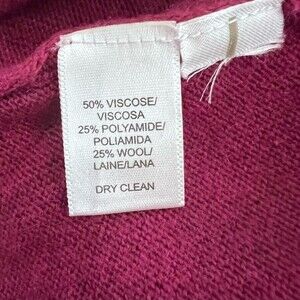 50% VISCOSE/
VISCOSA
25% POLYAMIDE/
POLIAMIDA
25% WOOL/
LAINE/LANA
DRY CLEAN